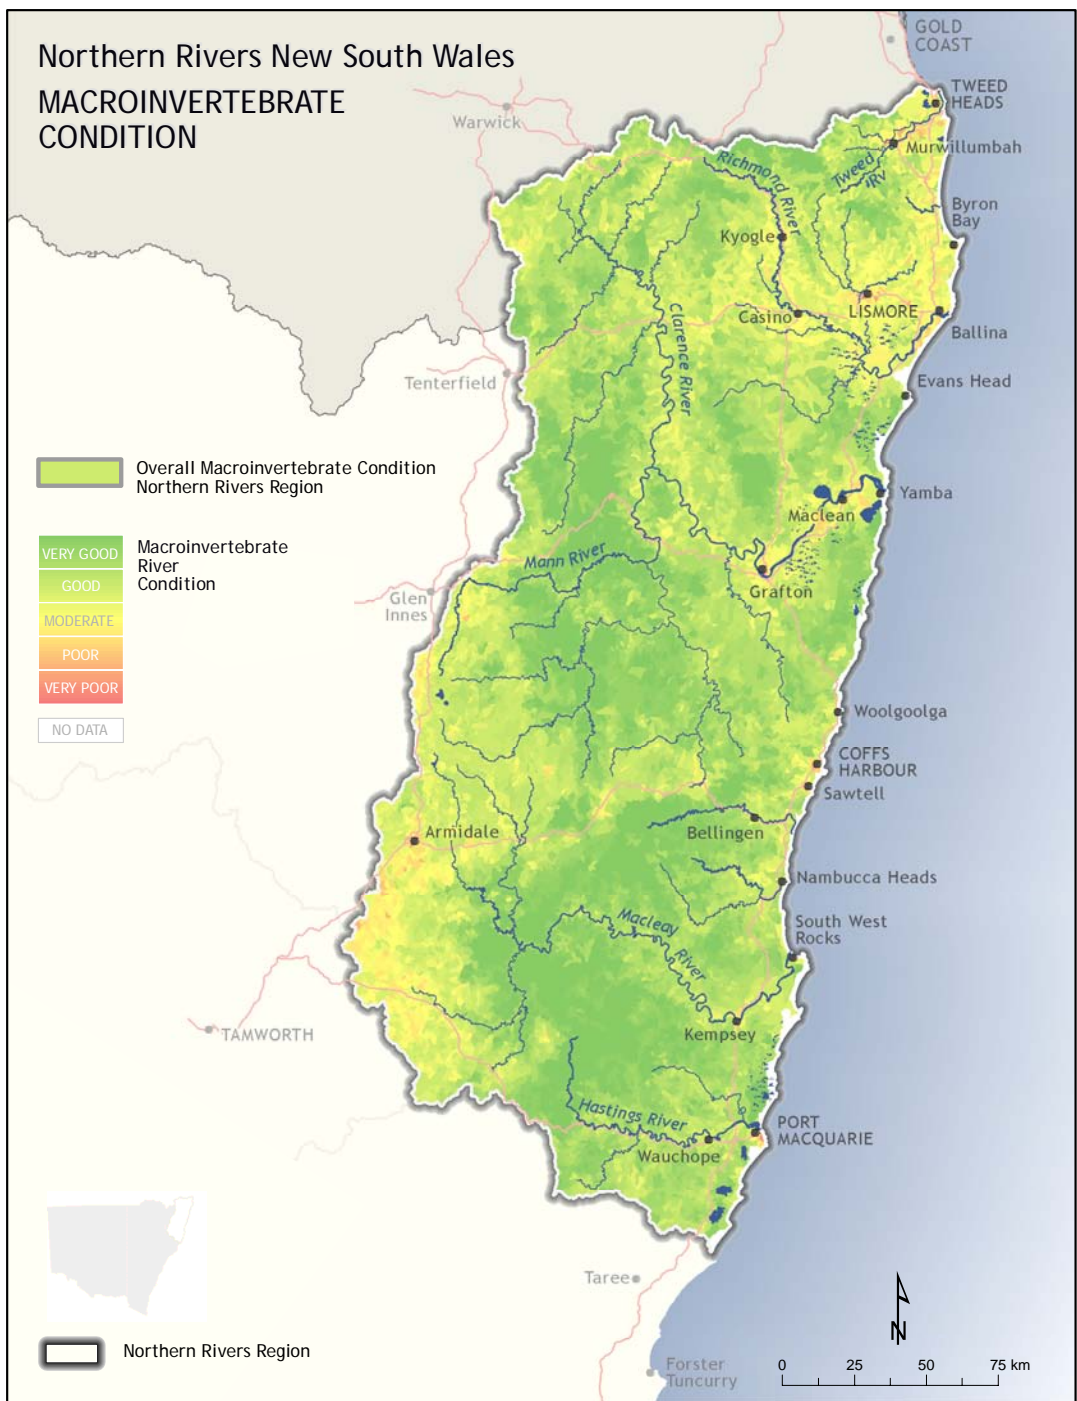 Northern Rivers New South Wales
MACROINVERTEBRATE
CONDITION
GOLD
COAST
TWEED
HEADS
Warwick
Murwillumbah
Richmond River
Tweed
Rv
Byron
Bay
Kyogle
Clarence River
Casino
LISMORE
Ballina
Tenterfield
Evans Head
Overall Macroinvertebrate Condition
Northern Rivers Region
Yamba
Maclean
VERY GOOD
GOOD
MODERATE
POOR
VERY POOR
NO DATA
Macroinvertebrate
River
Condition
Mann River
Glen
Innes
Grafton
Woolgoolga
COFFS
HARBOUR
Sawtell
Armidale
Bellingen
Nambucca Heads
Macleay
River
South West
Rocks
TAMWORTH
Kempsey
Hastings River
PORT
MACQUARIE
Wauchope
Taree
Northern Rivers Region
Forster
Tuncurry
N
0 25 50 75 km